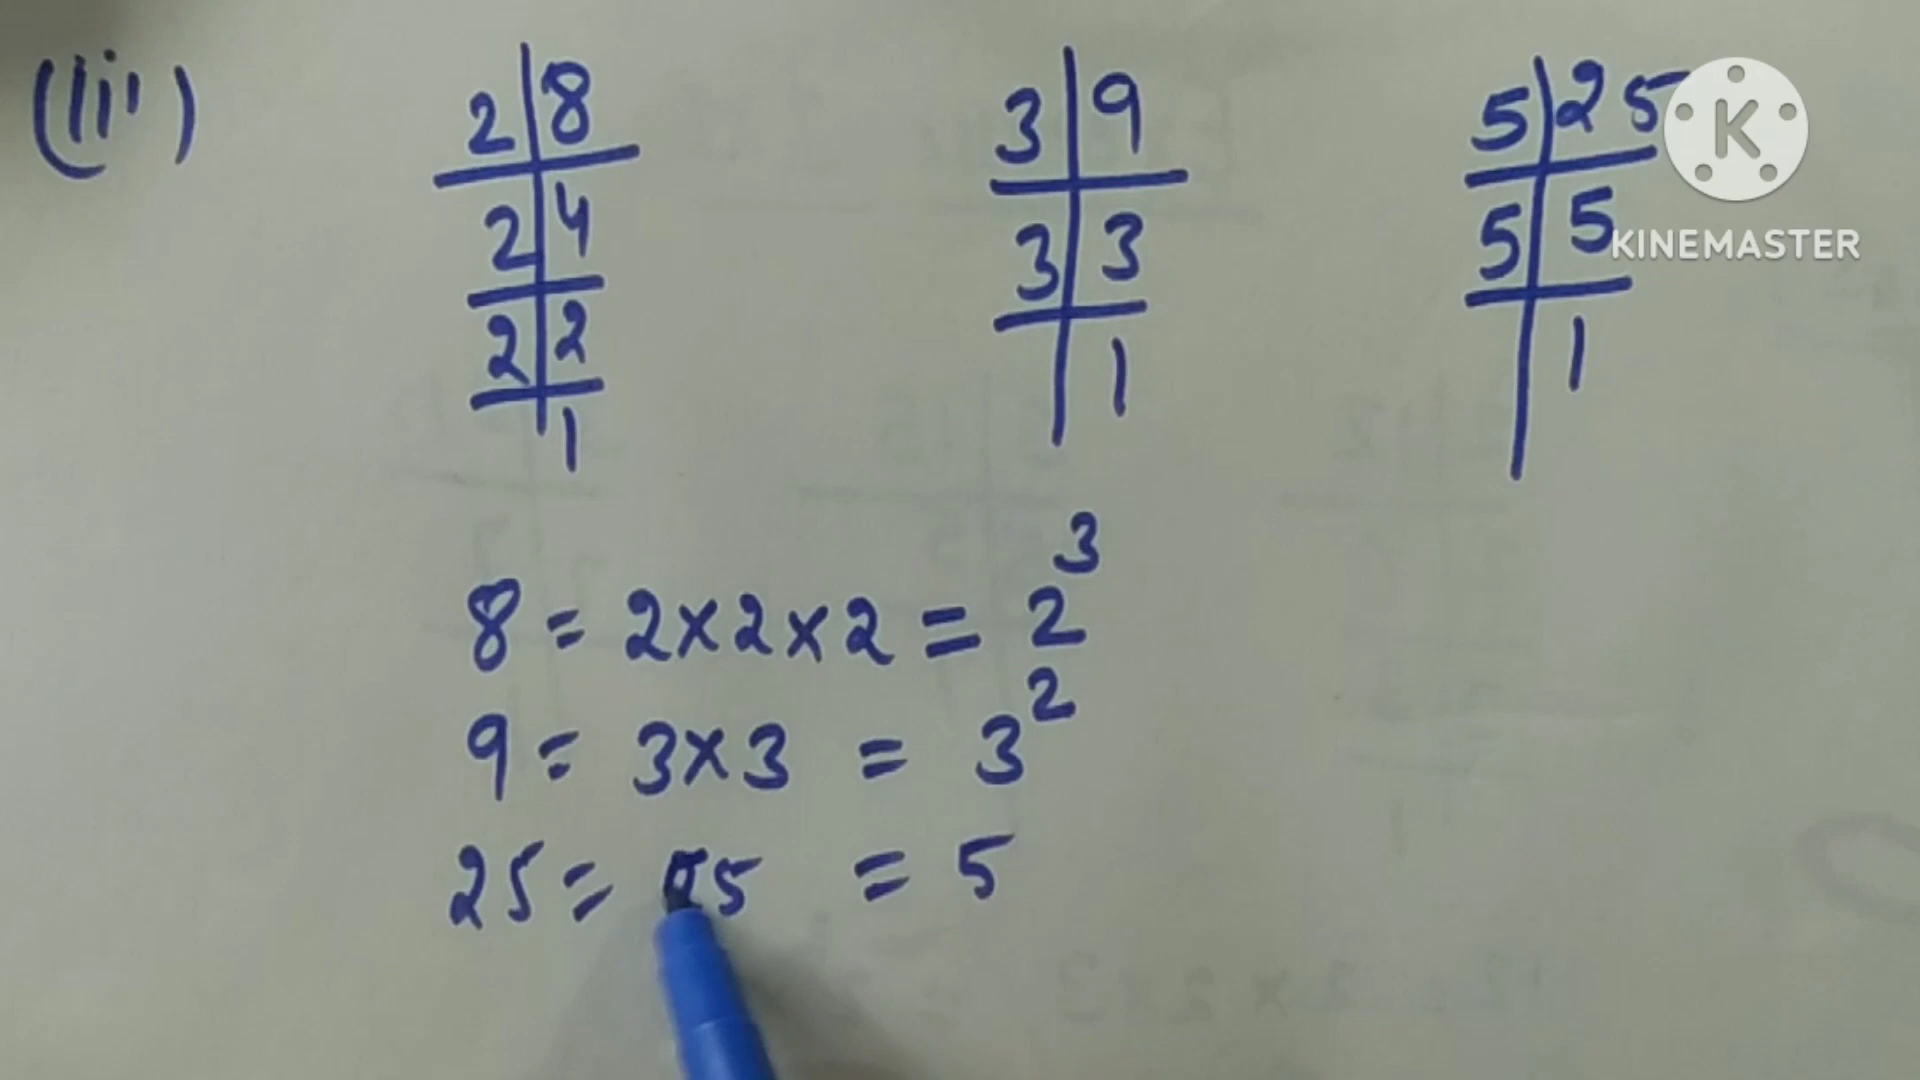 (iii)
2 | 8
2 | 4
2 | 2
1
3 | 9
3 | 3
1
5 | 25
5 | 5
1
K
KINEMASTER
8 = 2 × 2 × 2 = 2³
9 = 3 × 3 = 3²
25 = 5 = 5